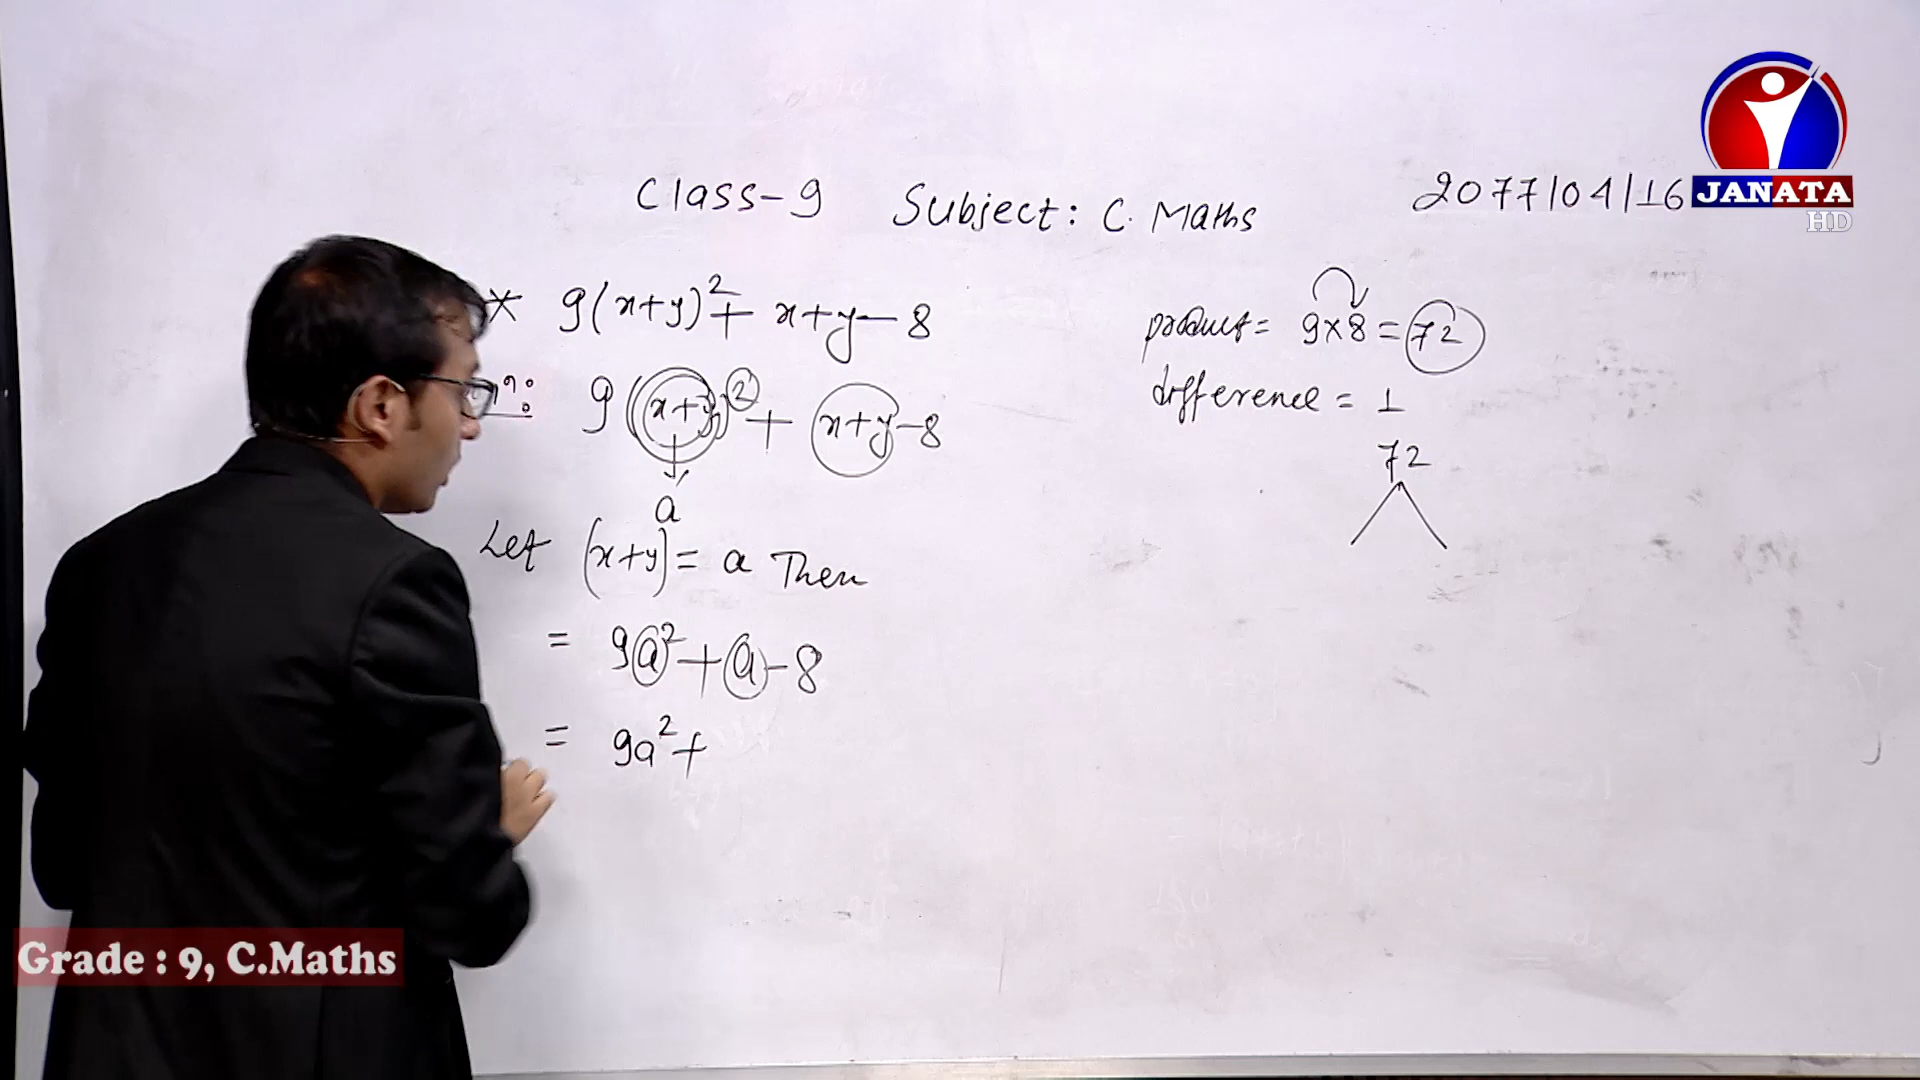 Class-9 Subject: C. Maths 2077/04/16
JANATA
HD
* 9(x+y)²+ x+y-8
9(x+y)² + x+y-8
a
Let (x+y)= a Then
= 9a²+a-8
= 9a²+
product = 9×8 = 72
difference = 1
72
Grade : 9, C.Maths